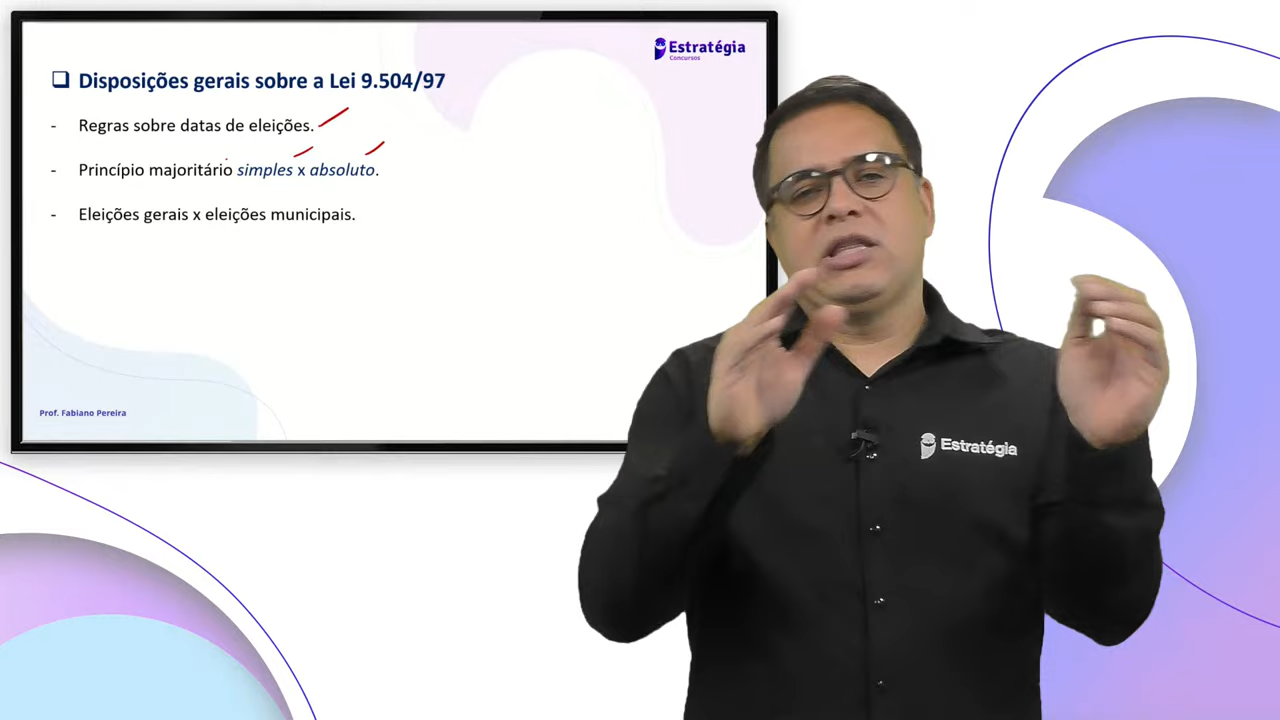 Estratégia
Concursos
❑ Disposições gerais sobre a Lei 9.504/97
- Regras sobre datas de eleições.
- Princípio majoritário simples x absoluto.
- Eleições gerais x eleições municipais.
Prof. Fabiano Pereira
Estratégia